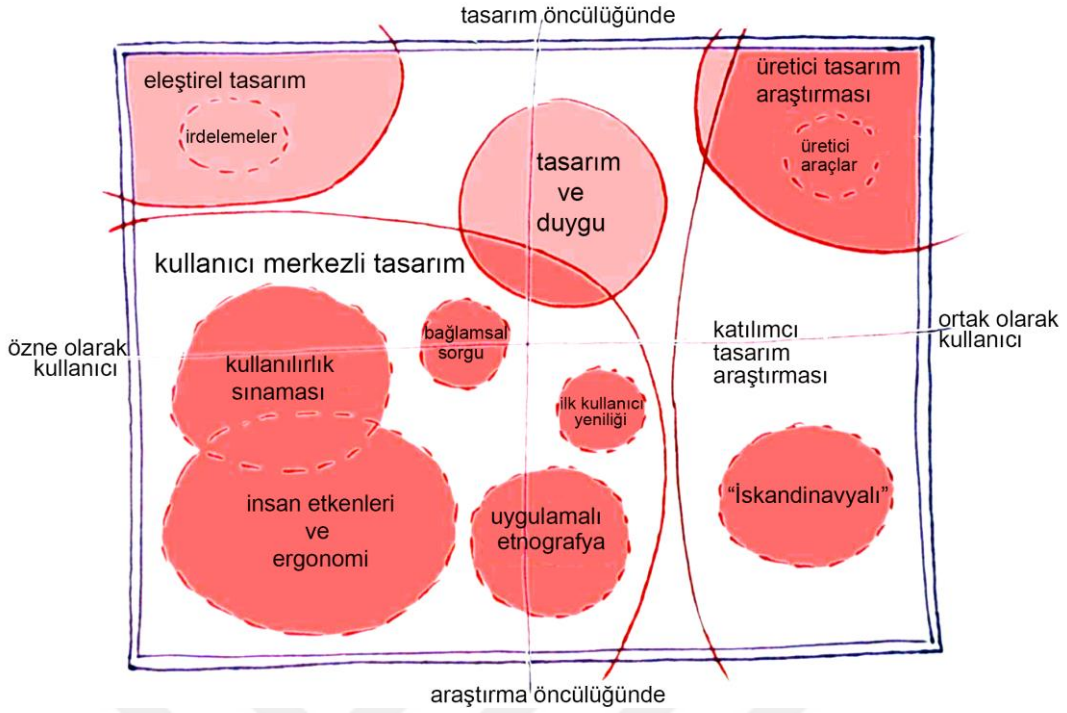 tasarım öncülüğünde
eleştirel tasarım
irdelemeler
üretici tasarım
araştırması
üretici
araçlar
tasarım
ve
duygu
kullanıcı merkezli tasarım
bağlamsal
sorgu
özne olarak
kullanıcı
kullanılırlık
sınaması
katılımcı
tasarım
araştırması
ortak olarak
kullanıcı
ilk kullanıcı
yeniliği
insan etkenleri
ve
ergonomi
uygulamalı
etnografya
“İskandinavyalı”
araştırma öncülüğünde